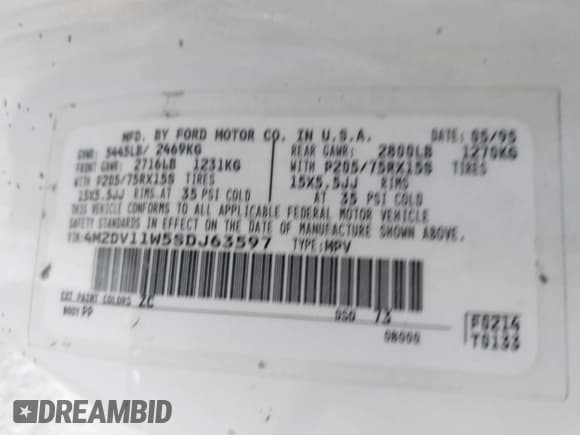 MFD. BY FORD MOTOR CO. IN U.S.A.
DATE: 05/95
GVWR: 5445LB/ 2469KG
FRONT GAWR: 2716LB 1231KG
WITH P205/75RX15S TIRES
15X5.5JJ RIMS
AT 35 PSI COLD
REAR GAWR: 2800LB 1270KG
WITH P205/75RX15S TIRES
15X5.5JJ RIMS
AT 35 PSI COLD
THIS VEHICLE CONFORMS TO ALL APPLICABLE FEDERAL MOTOR VEHICLE
SAFETY STANDARDS IN EFFECT ON THE DATE OF MANUFACTURE SHOWN ABOVE.
VIN: 4M2DV11W5SDJ63597 TYPE: MPV
EXT PAINT COLORS 2C DSO 73
BODY PP 0B000
F0214
T0133
DREAMBID